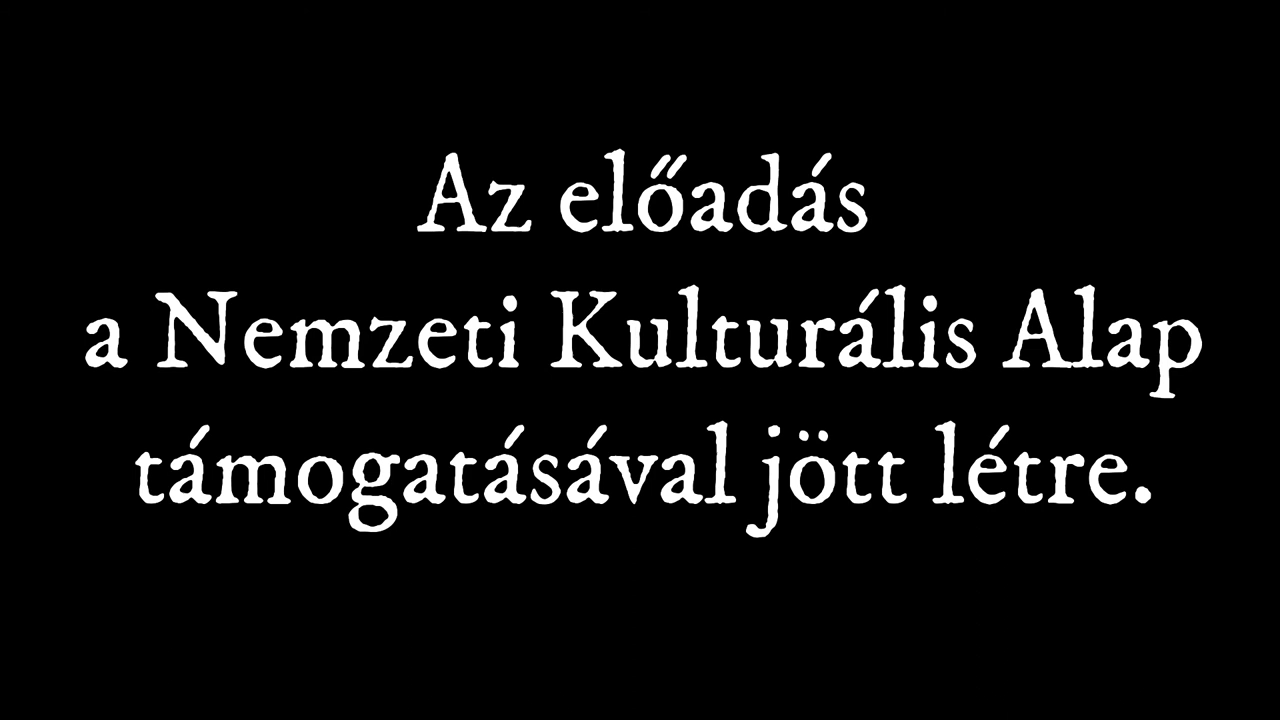 Az előadás
a Nemzeti Kulturális Alap
támogatásával jött létre.